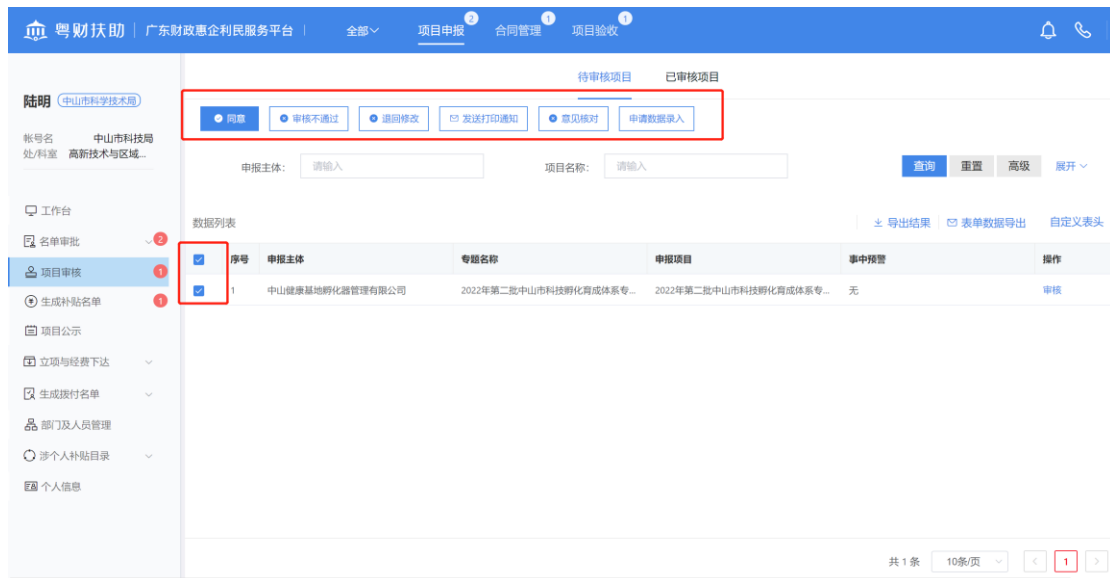 粤财扶助 广东财政惠企利民服务平台 全部 项目申报 2 合同管理 1 项目验收 1
待审核项目 已审核项目
陆明 中山市科学技术局
同意 审核不通过 退回修改 发送打印通知 意见核对 申请数据录入
帐号名 中山市科技局
处/科室 高新技术与区域...
申报主体: 请输入 项目名称: 请输入 查询 重置 高级 展开
工作台
数据列表 导出结果 表单数据导出 自定义表头
名单审批 2
序号 申报主体 专题名称 申报项目 事中预警 操作
项目审核 1
1 中山健康基地孵化器管理有限公司 2022年第二批中山市科技孵化育成体系专... 2022年第二批中山市科技孵化育成体系专... 无 审核
生成补贴名单 1
项目公示
立项与经费下达
生成拨付名单
部门及人员管理
涉个人补贴目录
个人信息
共 1 条 10条/页 < 1 >